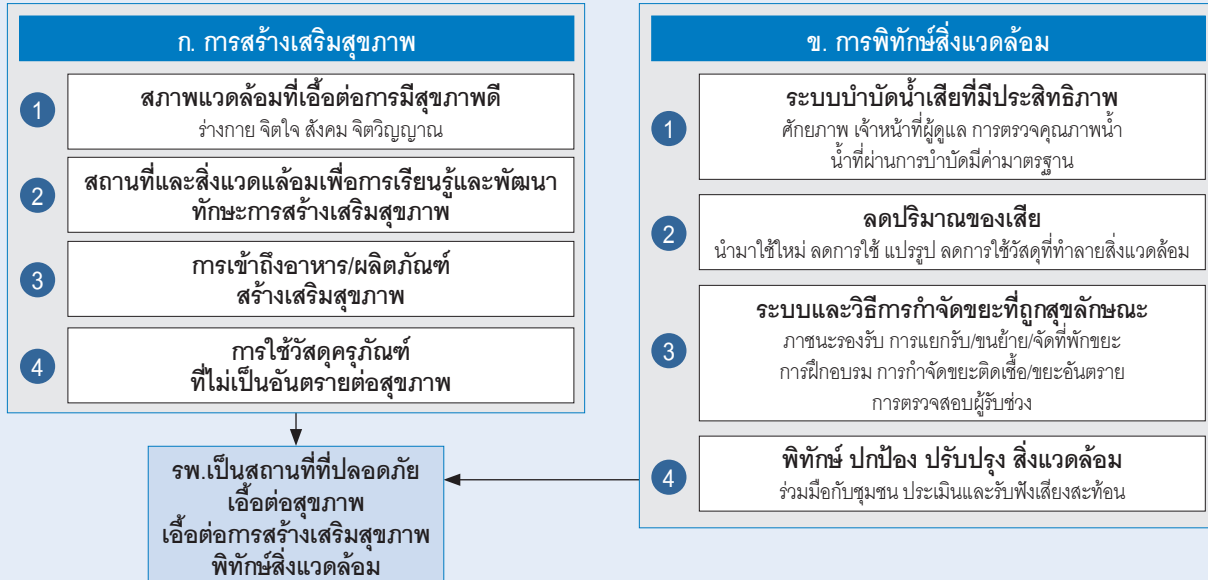 ก. การสร้างเสริมสุขภาพ
1
สภาพแวดล้อมที่เอื้อต่อการมีสุขภาพดี
ร่างกาย จิตใจ สังคม จิตวิญญาณ
2
สถานที่และสิ่งแวดแล้อมเพื่อการเรียนรู้และพัฒนา
ทักษะการสร้างเสริมสุขภาพ
3
การเข้าถึงอาหาร/ผลิตภัณฑ์
สร้างเสริมสุขภาพ
4
การใช้วัสดุครุภัณฑ์
ที่ไม่เป็นอันตรายต่อสุขภาพ
รพ.เป็นสถานที่ที่ปลอดภัย
เอื้อต่อสุขภาพ
เอื้อต่อการสร้างเสริมสุขภาพ
พิทักษ์สิ่งแวดล้อม
ข. การพิทักษ์สิ่งแวดล้อม
1
ระบบบำบัดน้ำเสียที่มีประสิทธิภาพ
ศักยภาพ เจ้าหน้าที่ผู้ดูแล การตรวจคุณภาพน้ำ
น้ำที่ผ่านการบำบัดมีค่ามาตรฐาน
2
ลดปริมาณของเสีย
นำมาใช้ใหม่ ลดการใช้ แปรรูป ลดการใช้วัสดุที่ทำลายสิ่งแวดล้อม
3
ระบบและวิธีการกำจัดขยะที่ถูกสุขลักษณะ
ภาชนะรองรับ การแยกรับ/ขนย้าย/จัดที่พักขยะ
การฝึกอบรม การกำจัดขยะติดเชื้อ/ขยะอันตราย
การตรวจสอบผู้รับช่วง
4
พิทักษ์ ปกป้อง ปรับปรุง สิ่งแวดล้อม
ร่วมมือกับชุมชน ประเมินและรับฟังเสียงสะท้อน